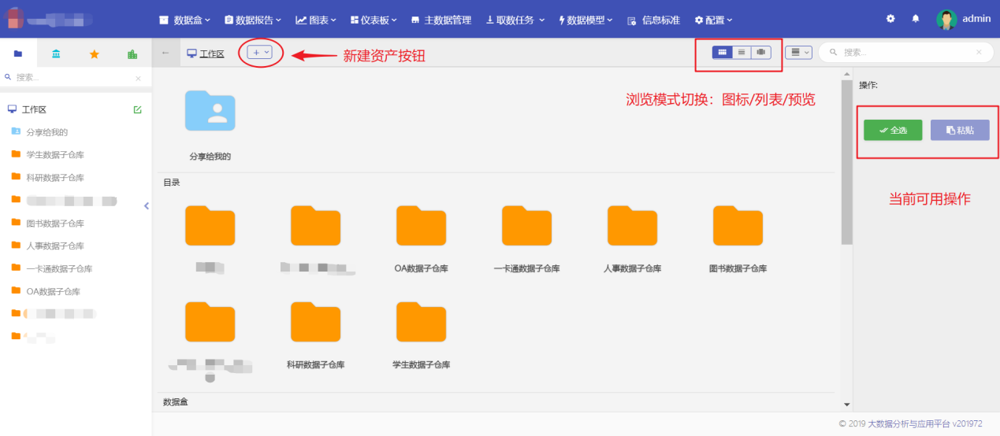 数据盒 数据报告 图表 仪表板 主数据管理 取数任务 数据模型 信息标准 配置 admin
工作区 + 新建资产按钮 搜索...
搜索...
浏览模式切换：图标/列表/预览
操作:
全选 粘贴
当前可用操作
工作区
分享给我的
学生数据子仓库
科研数据子仓库
图书数据子仓库
人事数据子仓库
一卡通数据子仓库
OA数据子仓库
分享给我的
目录
OA数据子仓库 一卡通数据子仓库 人事数据子仓库 图书数据子仓库
科研数据子仓库 学生数据子仓库
数据盒
© 2019 大数据分析与应用平台 v201972